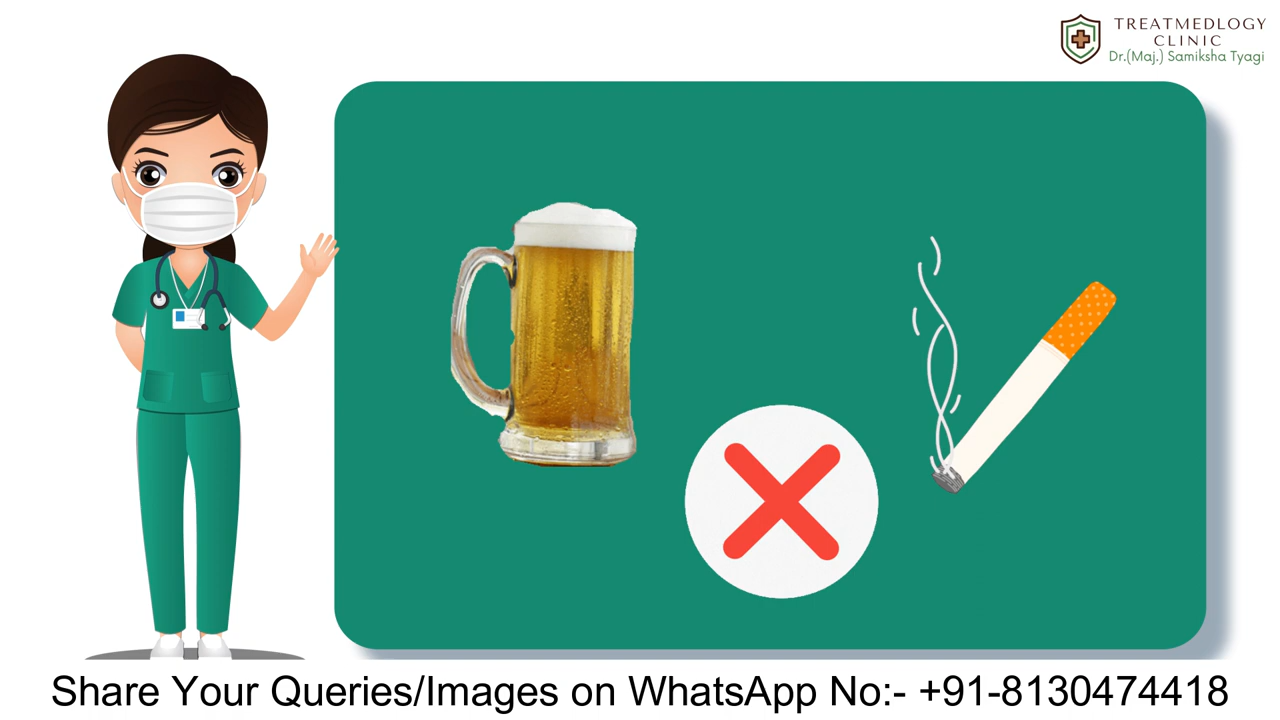 TREATMEDLOGY
CLINIC
Dr.(Maj.) Samiksha Tyagi
Share Your Queries/Images on WhatsApp No:- +91-8130474418